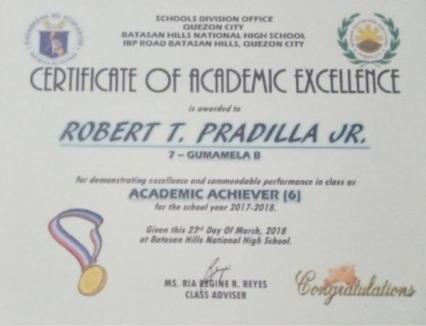 SCHOOLS DIVISION OFFICE
QUEZON CITY
BATASAN HILLS NATIONAL HIGH SCHOOL
IBP ROAD BATASAN HILLS, QUEZON CITY
CERTIFICATE OF ACADEMIC EXCELLENCE
is awarded to
ROBERT T. PRADILLA JR.
7 – GUMAMELA B
for demonstrating excellence and commendable performance in class as
ACADEMIC ACHIEVER (6)
for the school year 2017-2018.
Given this 23rd Day Of March, 2018
at Batasan Hills National High School.
MS. RIA REGINE R. REYES
CLASS ADVISER
Congratulations